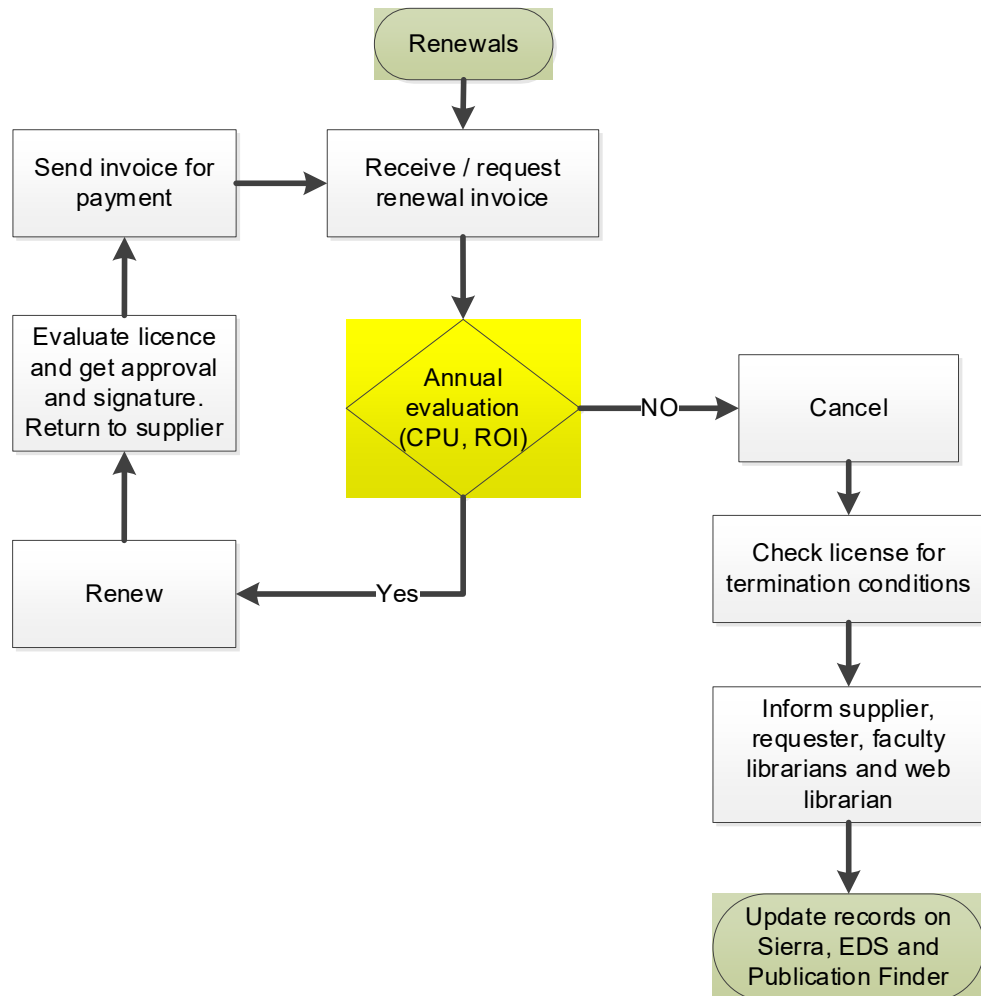 Renewals
Send invoice for
payment
Receive / request
renewal invoice
Evaluate licence
and get approval
and signature.
Return to supplier
Annual
evaluation
(CPU, ROI)
NO
Cancel
Renew
Yes
Check license for
termination conditions
Inform supplier,
requester, faculty
librarians and web
librarian
Update records on
Sierra, EDS and
Publication Finder